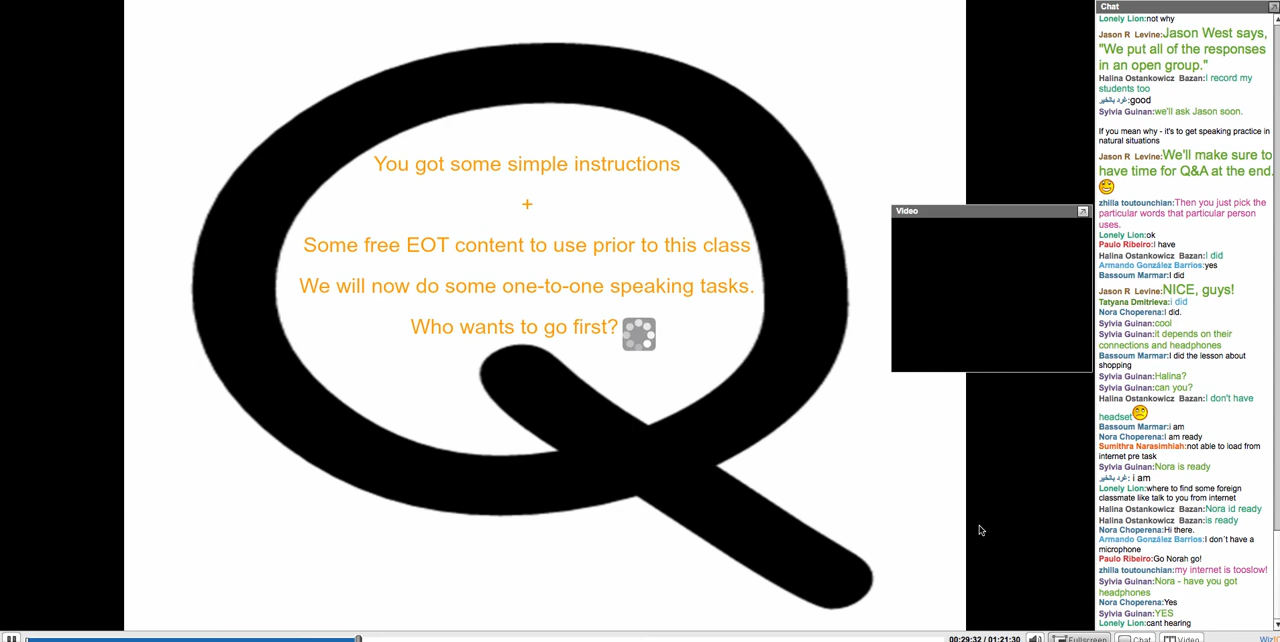 You got some simple instructions
+
Some free EOT content to use prior to this class
We will now do some one-to-one speaking tasks.
Who wants to go first?
Video
Chat
Lonely Lion:not why
Jason R Levine:Jason West says,
"We put all of the responses
in an open group."
Halina Ostankowicz Bazan:I record my
students too
غرد بالخير:good
Sylvia Guinan:we'll ask Jason soon.
If you mean why - it's to get speaking practice in
natural situations
Jason R Levine:We'll make sure to
have time for Q&A at the end.
zhilla toutounchian:Then you just pick the
particular words that particular person
uses.
Lonely Lion:ok
Paulo Ribeiro:I have
Halina Ostankowicz Bazan:I did
Armando González Barrios:yes
Bassoum Marmar:I did
Jason R Levine:NICE, guys!
Tatyana Dmitrieva:i did
Nora Choperena:I did.
Sylvia Guinan:cool
Sylvia Guinan:it depends on their
connections and headphones
Bassoum Marmar:I did the lesson about
shopping
Sylvia Guinan:Halina?
Sylvia Guinan:can you?
Halina Ostankowicz Bazan:I don't have
headset
Bassoum Marmar:i am
Nora Choperena:I am ready
Sumithra Narasimhiah:not able to load from
internet pre task
Sylvia Guinan:Nora is ready
غرد بالخير: i am
Lonely Lion:where to find some foreign
classmate like talk to you from internet
Halina Ostankowicz Bazan:Nora id ready
Halina Ostankowicz Bazan:is ready
Nora Choperena:Hi there.
Armando González Barrios:I don´t have a
microphone
Paulo Ribeiro:Go Norah go!
zhilla toutounchian:my internet is tooslow!
Sylvia Guinan:Nora - have you got
headphones
Nora Choperena:Yes
Sylvia Guinan:YES
Lonely Lion:cant hearing
00:29:32 / 01:21:30
Fullscreen
Chat
Video